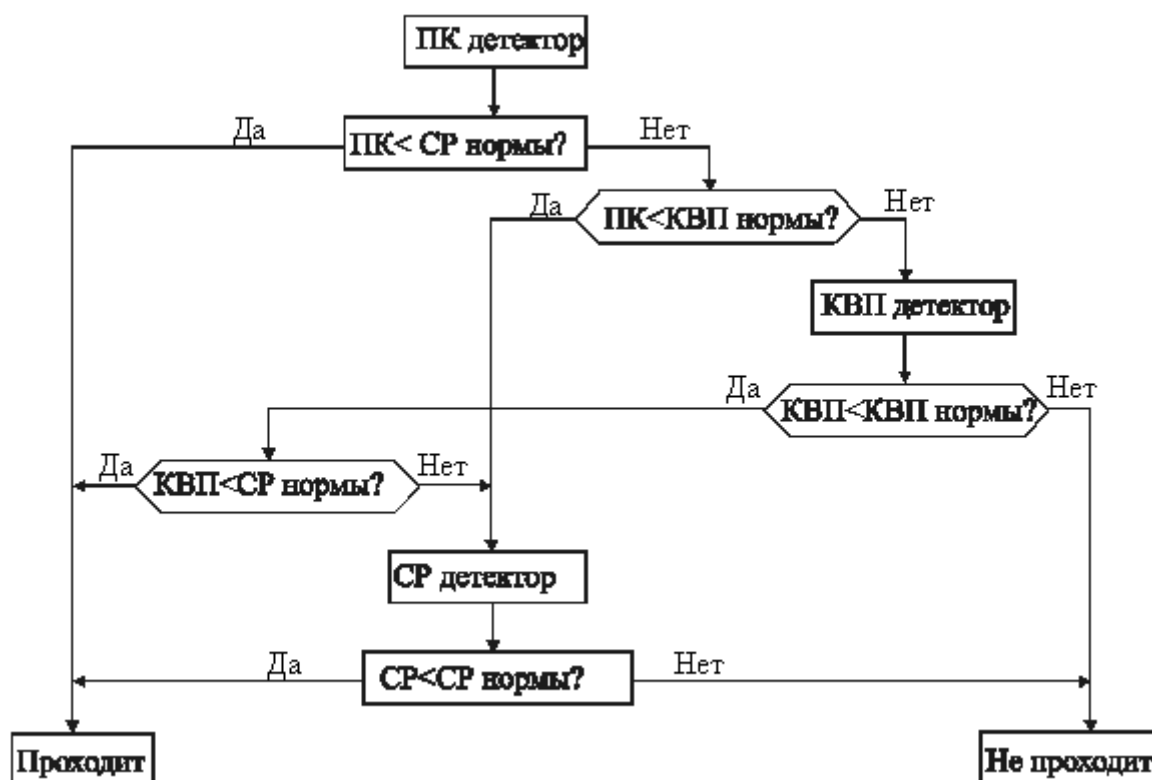 ПК детектор
Да
ПК< СР нормы?
Нет
Да
ПК<КВП нормы?
Нет
КВП детектор
Да
КВП<КВП нормы?
Нет
Да
КВП<СР нормы?
Нет
СР детектор
Да
СР<СР нормы?
Нет
Проходит
Не проходит